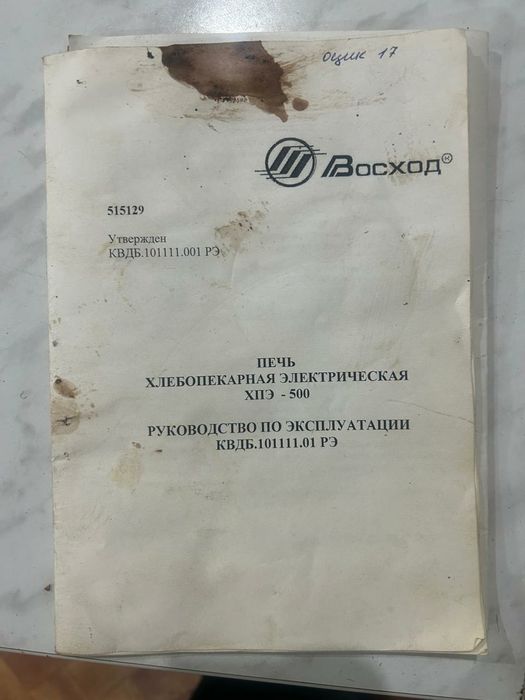 ящик 17
Восход®
515129
Утвержден
КВДБ.101111.001 РЭ
ПЕЧЬ
ХЛЕБОПЕКАРНАЯ ЭЛЕКТРИЧЕСКАЯ
ХПЭ - 500
РУКОВОДСТВО ПО ЭКСПЛУАТАЦИИ
КВДБ.101111.01 РЭ